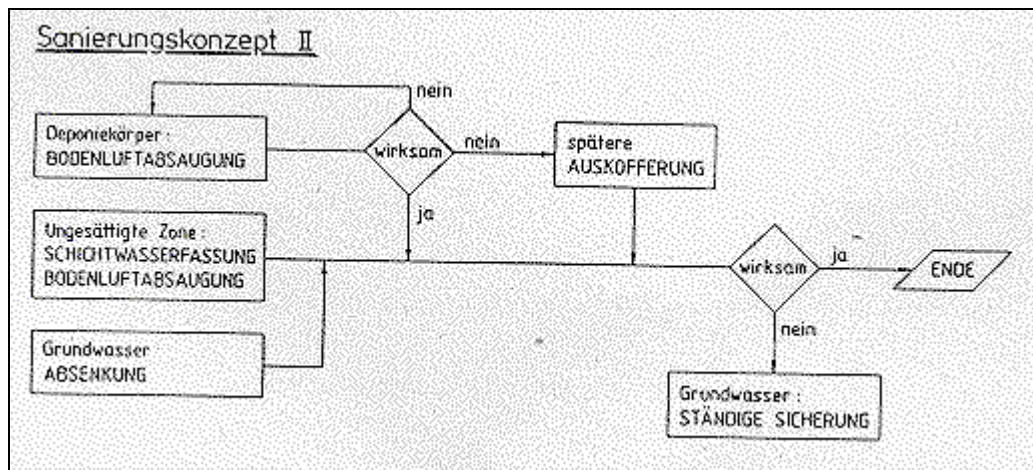 Sanierungskonzept II
nein
Deponiekörper:
BODENLUFTABSAUGUNG
wirksam
nein
spätere
AUSKOFFERUNG
ja
Ungesättigte Zone:
SCHICHTWASSERFASSUNG
BODENLUFTABSAUGUNG
wirksam
ja
ENDE
nein
Grundwasser
ABSENKUNG
Grundwasser:
STÄNDIGE SICHERUNG